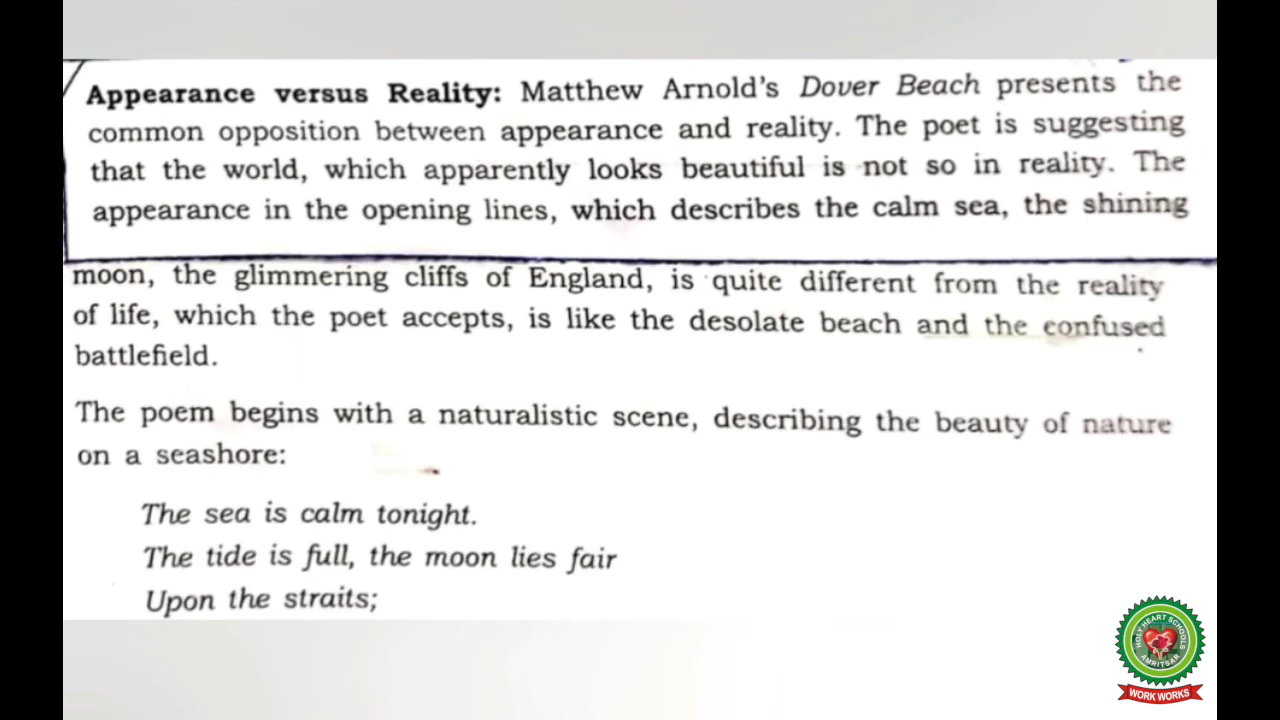 Appearance versus Reality: Matthew Arnold's Dover Beach presents the
common opposition between appearance and reality. The poet is suggesting
that the world, which apparently looks beautiful is not so in reality. The
appearance in the opening lines, which describes the calm sea, the shining
moon, the glimmering cliffs of England, is quite different from the reality
of life, which the poet accepts, is like the desolate beach and the confused
battlefield.
The poem begins with a naturalistic scene, describing the beauty of nature
on a seashore:
The sea is calm tonight.
The tide is full, the moon lies fair
Upon the straits;
HOLY HEART SCHOOLS
AMRITSAR
WORK WORKS